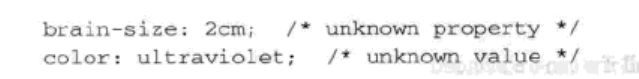 brain-size: 2cm;  /* unknown property */
color: ultraviolet;  /* unknown value */